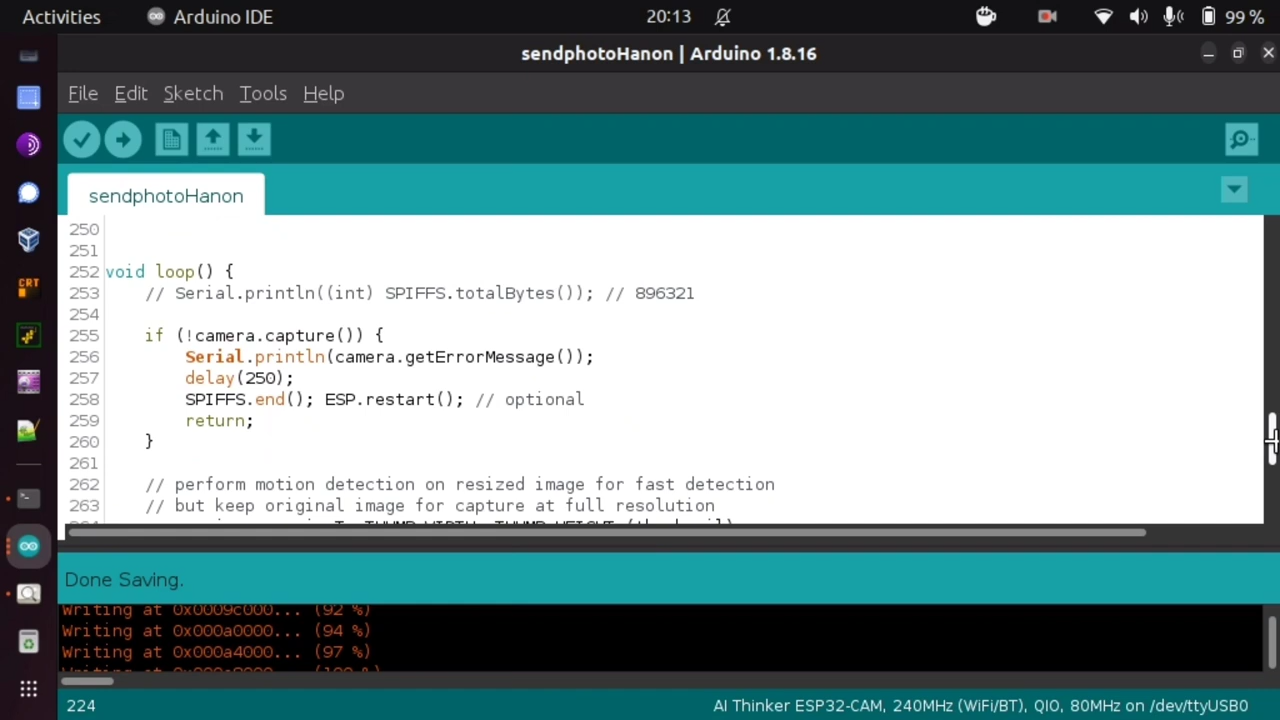 Activities Arduino IDE 20:13 99 %
sendphotoHanon | Arduino 1.8.16
File Edit Sketch Tools Help
sendphotoHanon
250
251
252 void loop() {
253 // Serial.println((int) SPIFFS.totalBytes()); // 896321
254
255 if (!camera.capture()) {
256 Serial.println(camera.getErrorMessage());
257 delay(250);
258 SPIFFS.end(); ESP.restart(); // optional
259 return;
260 }
261
262 // perform motion detection on resized image for fast detection
263 // but keep original image for capture at full resolution
Done Saving.
Writing at 0x0009c000... (92 %)
Writing at 0x000a0000... (94 %)
Writing at 0x000a4000... (97 %)
224 AI Thinker ESP32-CAM, 240MHz (WiFi/BT), QIO, 80MHz on /dev/ttyUSB0